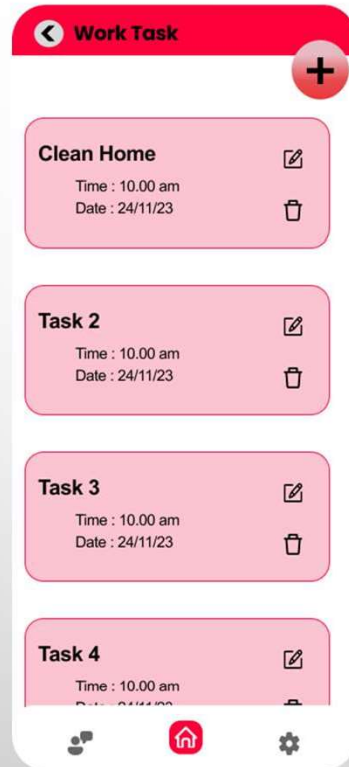 Work Task
Clean Home
Time : 10.00 am
Date : 24/11/23
Task 2
Time : 10.00 am
Date : 24/11/23
Task 3
Time : 10.00 am
Date : 24/11/23
Task 4
Time : 10.00 am